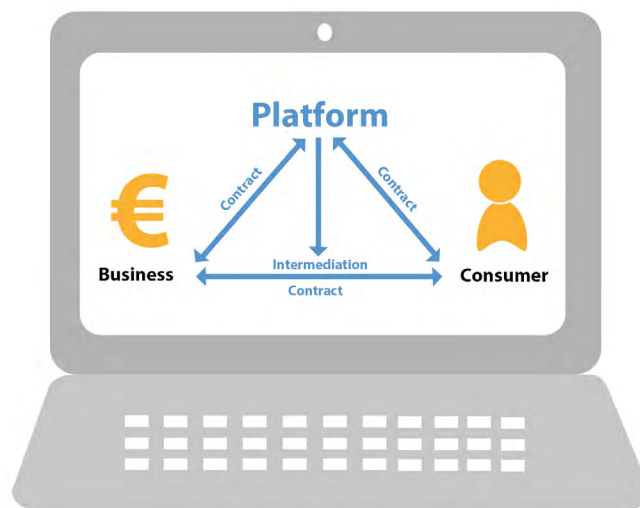 Platform
Contract
Contract
€
Business
Intermediation
Contract
Consumer